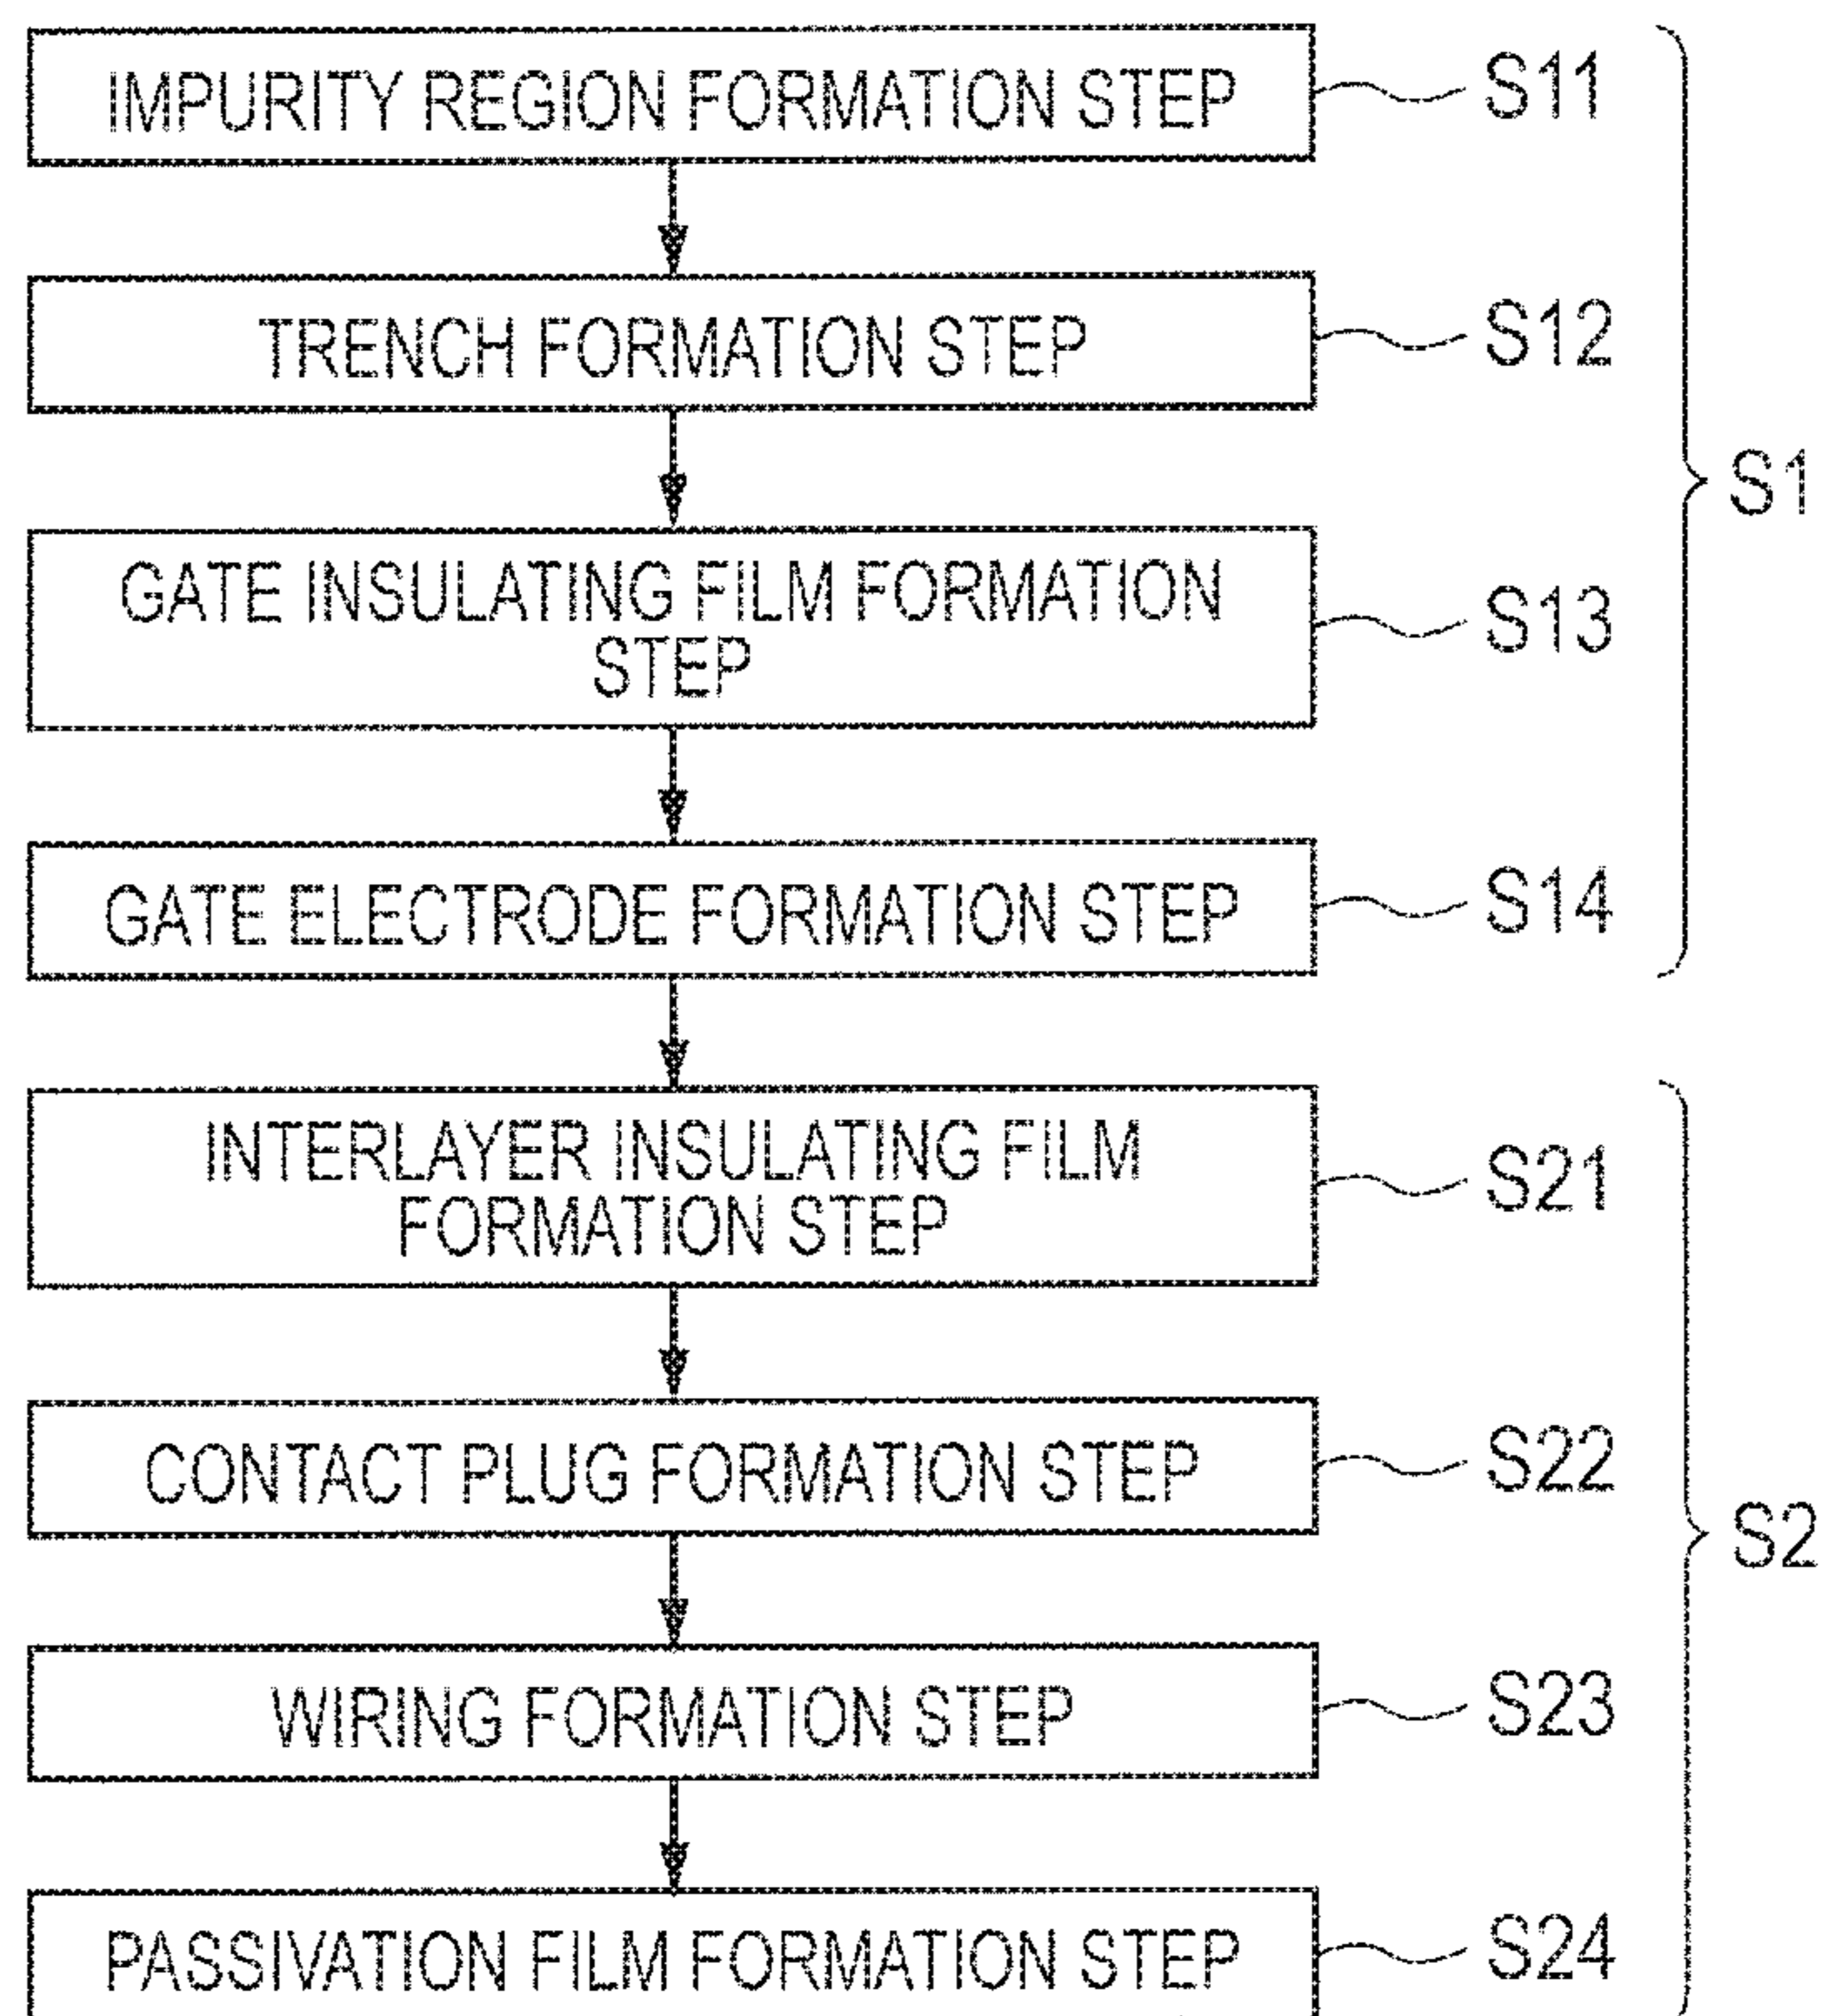 IMPURITY REGION FORMATION STEP
S11
TRENCH FORMATION STEP
S12
S1
GATE INSULATING FILM FORMATION
STEP
S13
GATE ELECTRODE FORMATION STEP
S14
INTERLAYER INSULATING FILM
FORMATION STEP
S21
CONTACT PLUG FORMATION STEP
S22
S2
WIRING FORMATION STEP
S23
PASSIVATION FILM FORMATION STEP
S24